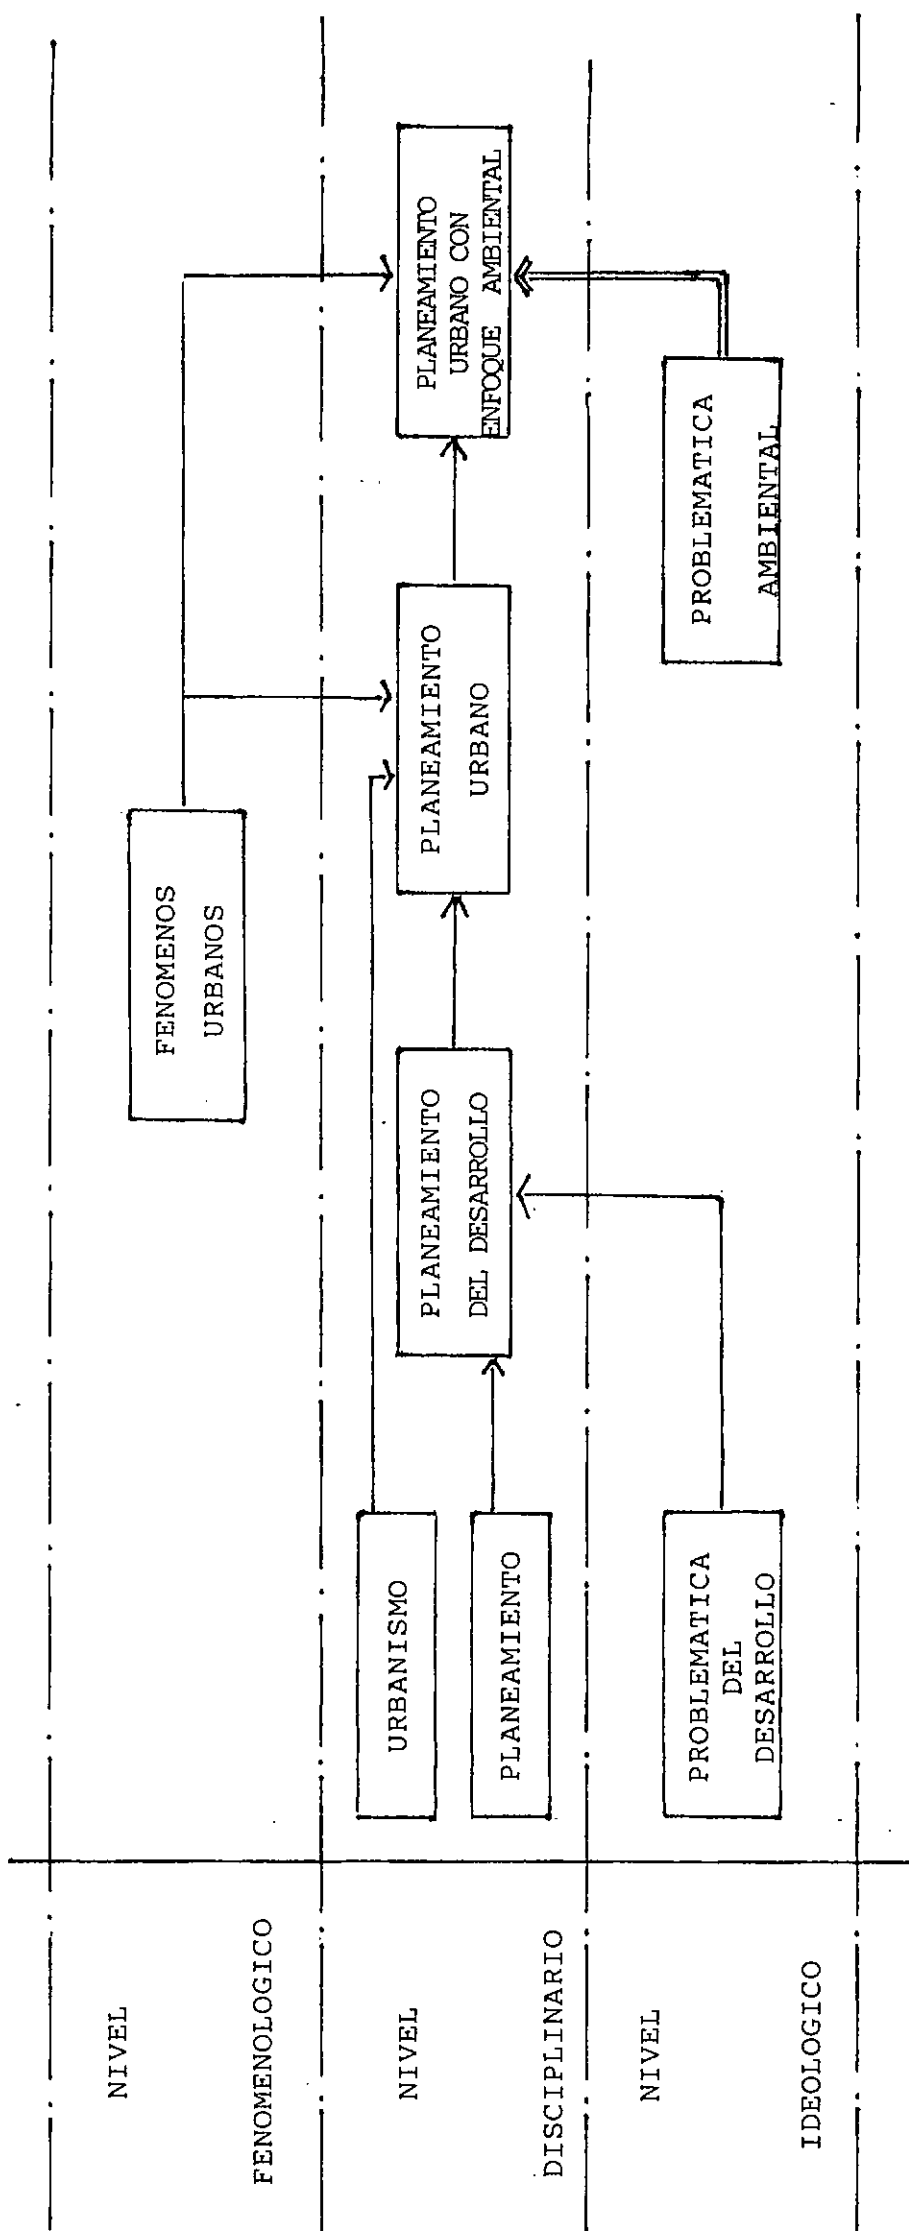 NIVEL
FENOMENOLOGICO
FENOMENOS
URBANOS
NIVEL
DISCIPLINARIO
URBANISMO
PLANEAMIENTO
PLANEAMIENTO
DEL DESARROLLO
PLANEAMIENTO
URBANO
PLANEAMIENTO
URBANO CON
ENFOQUE AMBIENTAL
NIVEL
IDEOLOGICO
PROBLEMATICA
DEL
DESARROLLO
PROBLEMATICA
AMBIENTAL